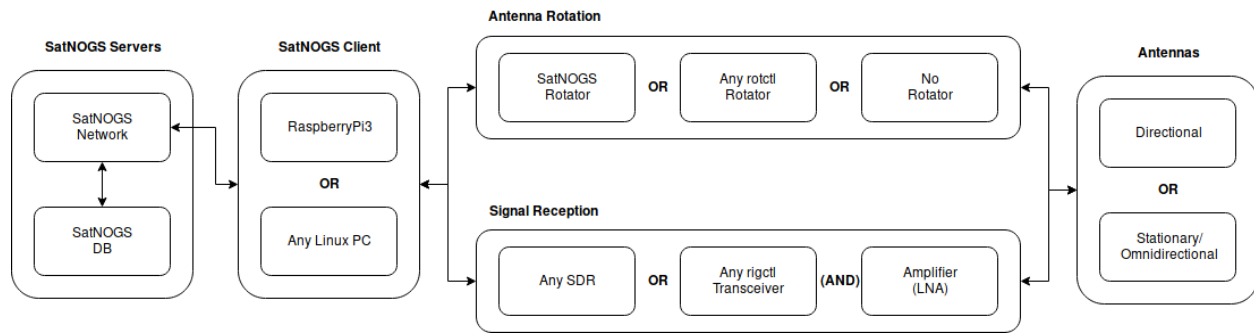 SatNOGS Servers
SatNOGS
Network
SatNOGS
DB
SatNOGS Client
RaspberryPi3
OR
Any Linux PC
Antenna Rotation
SatNOGS
Rotator
OR
Any rotctl
Rotator
OR
No
Rotator
Signal Reception
Any SDR
OR
Any rigctl
Transceiver
(AND)
Amplifier
(LNA)
Antennas
Directional
OR
Stationary/
Omnidirectional